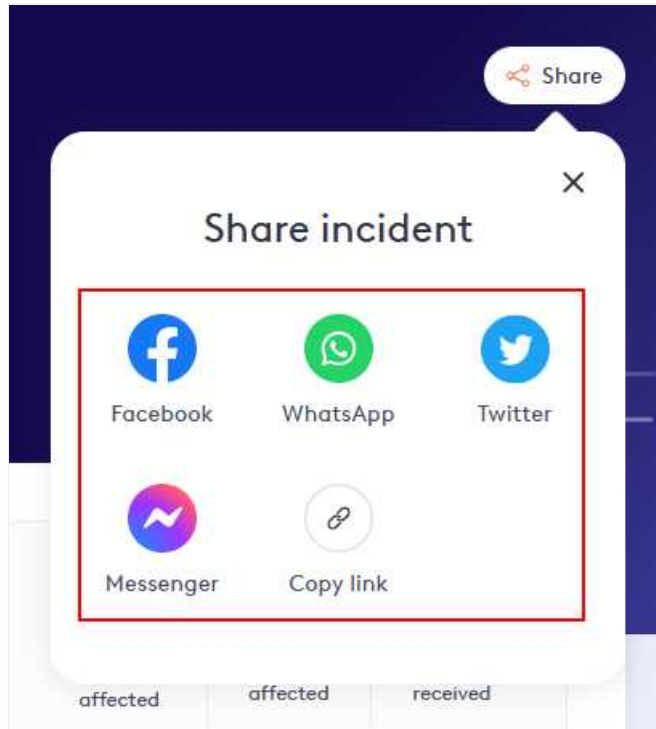 Share
Share incident
Facebook WhatsApp Twitter
Messenger Copy link
affected affected received